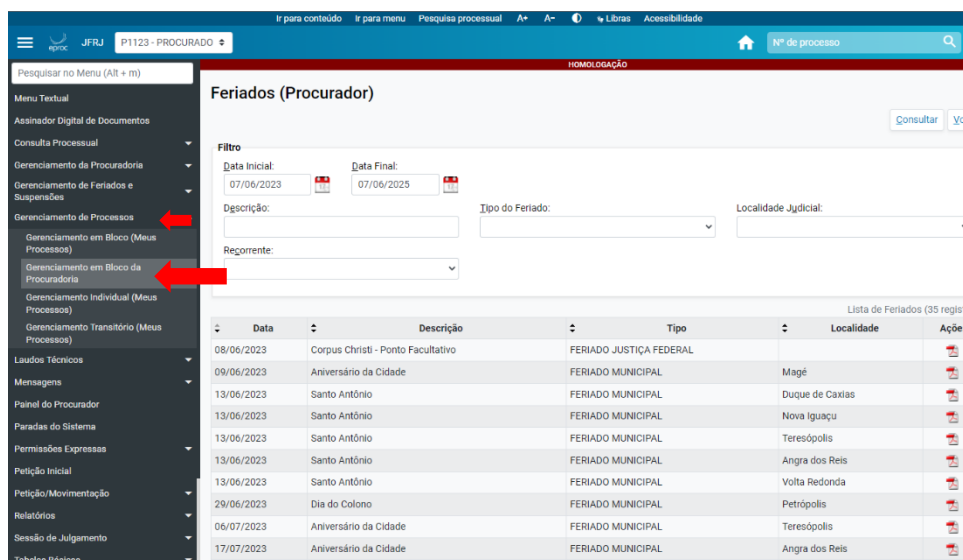 Ir para conteúdo Ir para menu Pesquisa processual A+ A- Libras Acessibilidade
eproc JFRJ P1123 - PROCURADO Nº de processo
HOMOLOGAÇÃO
Pesquisar no Menu (Alt + m)
Menu Textual
Assinador Digital de Documentos
Consulta Processual
Gerenciamento da Procuradoria
Gerenciamento de Feriados e
Suspensões
Gerenciamento de Processos
Gerenciamento em Bloco (Meus
Processos)
Gerenciamento em Bloco da
Procuradoria
Gerenciamento Individual (Meus
Processos)
Gerenciamento Transitório (Meus
Processos)
Laudos Técnicos
Mensagens
Painel do Procurador
Paradas do Sistema
Permissões Expressas
Petição Inicial
Petição/Movimentação
Relatórios
Sessão de Julgamento
Tabelas Básicas
Feriados (Procurador)
Consultar Vo
Filtro
Data Inicial: Data Final:
07/06/2023 07/06/2025
Descrição: Tipo do Feriado: Localidade Judicial:
Recorrente:
Lista de Feriados (35 regist
Data Descrição Tipo Localidade Açõe
08/06/2023 Corpus Christi - Ponto Facultativo FERIADO JUSTIÇA FEDERAL
09/06/2023 Aniversário da Cidade FERIADO MUNICIPAL Magé
13/06/2023 Santo Antônio FERIADO MUNICIPAL Duque de Caxias
13/06/2023 Santo Antônio FERIADO MUNICIPAL Nova Iguaçu
13/06/2023 Santo Antônio FERIADO MUNICIPAL Teresópolis
13/06/2023 Santo Antônio FERIADO MUNICIPAL Angra dos Reis
13/06/2023 Santo Antônio FERIADO MUNICIPAL Volta Redonda
29/06/2023 Dia do Colono FERIADO MUNICIPAL Petrópolis
06/07/2023 Aniversário da Cidade FERIADO MUNICIPAL Teresópolis
17/07/2023 Aniversário da Cidade FERIADO MUNICIPAL Angra dos Reis